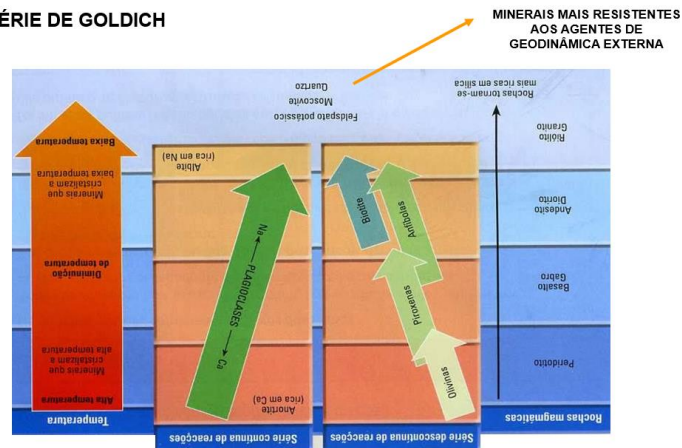 ÉRIE DE GOLDICH
MINERAIS MAIS RESISTENTES
AOS AGENTES DE
GEODINÂMICA EXTERNA
Temperatura
Alta temperatura
Minerais que
cristalizam a
alta temperatura
Diminuição
de temperatura
Minerais que
cristalizam a
baixa temperatura
Baixa temperatura
Série contínua de reacções
Anortite
(rica em Ca)
Ca
PLAGIOCLASES
Na
Albite
(rica em Na)
Série descontínua de reacções
Olivinas
Piroxenas
Anfíbolas
Biotite
Feldspato potássico
Moscovite
Quartzo
Rochas magmáticas
Peridotito
Basalto
Gabro
Andesito
Diorito
Riólito
Granito
Rochas tornam-se
mais ricas em sílica